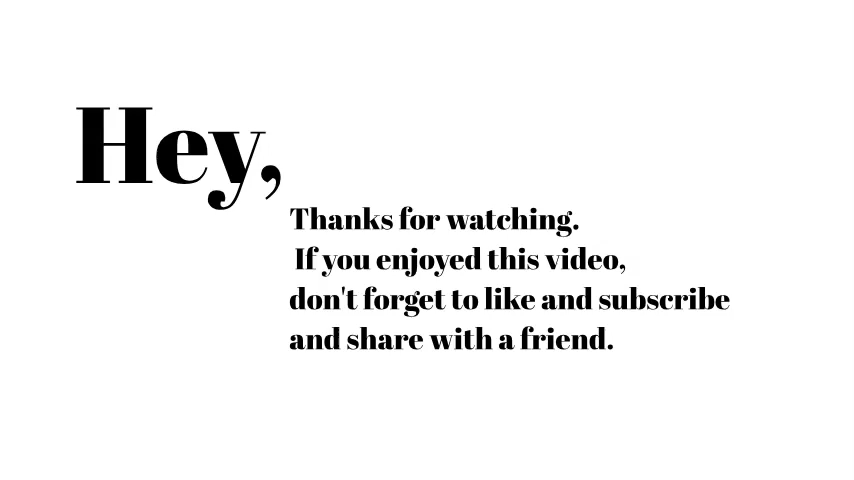 Hey,
Thanks for watching.
If you enjoyed this video,
don't forget to like and subscribe
and share with a friend.